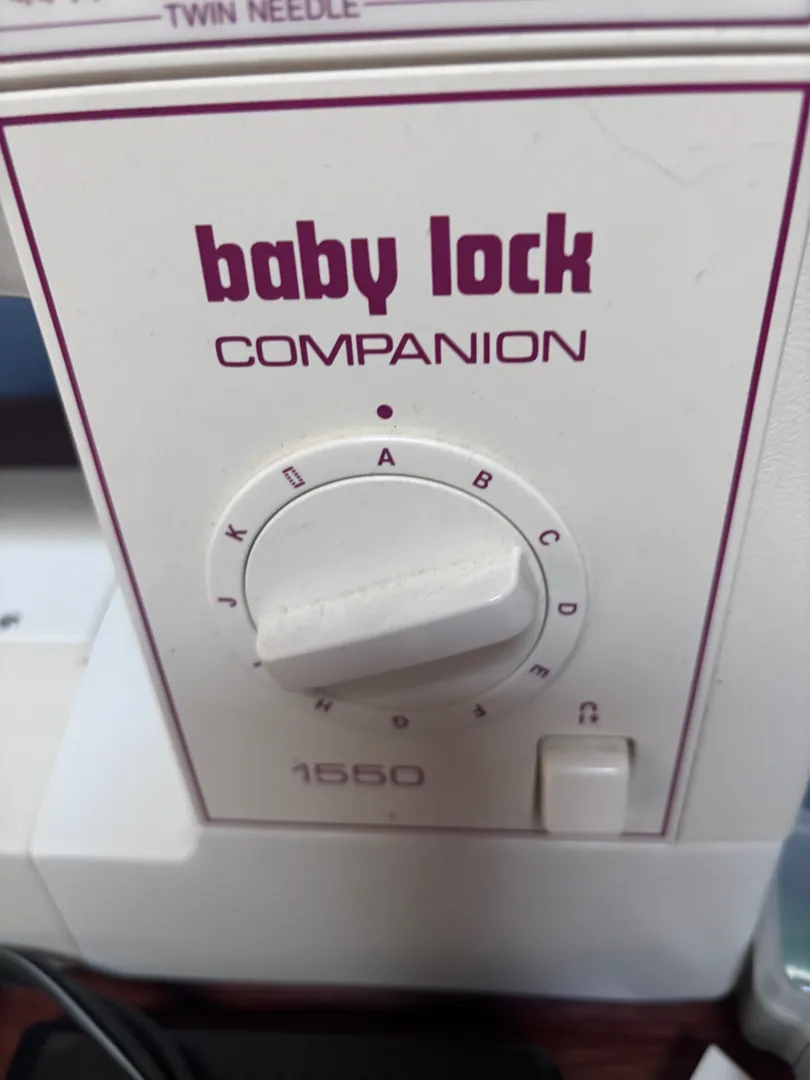 TWIN NEEDLE
baby lock
COMPANION
A
B
C
D
E
F
G
H
J
K
1550